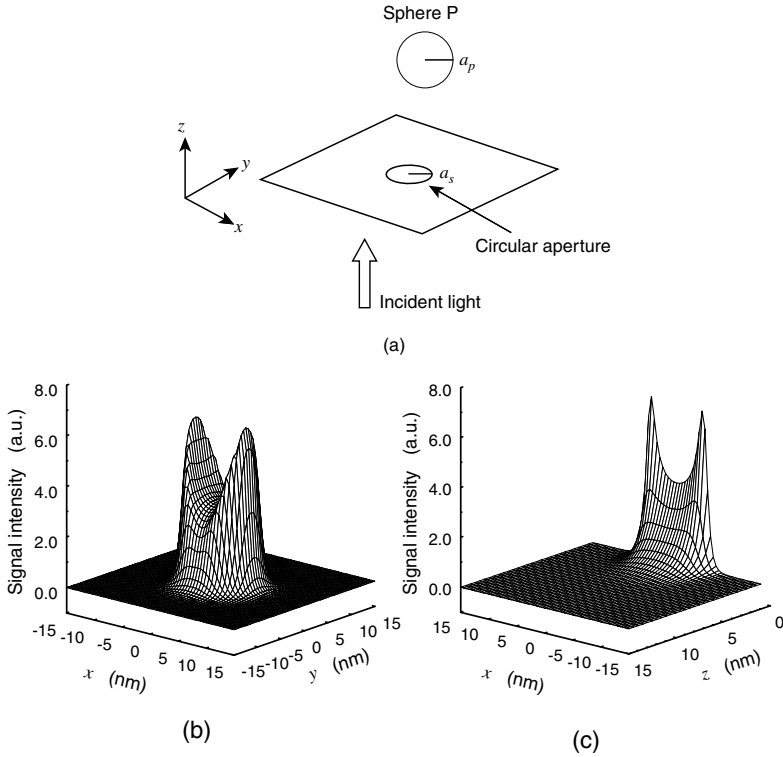 Sphere P
a_p
z
y
x
a_s
Circular aperture
Incident light
(a)
8.0
6.0
4.0
2.0
0.0
Signal intensity (a.u.)
-15
-10
0
5
10
15
x (nm)
-15
-10
-5
0
5
10
15
y (nm)
(b)
8.0
6.0
4.0
2.0
0.0
Signal intensity (a.u.)
15
10
5
0
-5
-10
-15
x (nm)
15
10
5
0
z (nm)
(c)